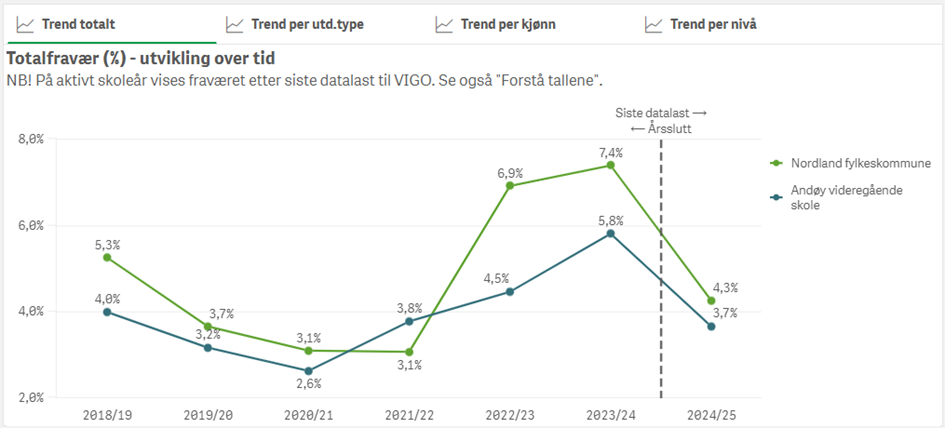 Trend totalt
Trend per utd.type
Trend per kjønn
Trend per nivå
Totalfravær (%) - utvikling over tid
NB! På aktivt skoleår vises fraværet etter siste datalast til VIGO. Se også "Forstå tallene".
Siste datalast →
← Årsslutt
8,0%
6,0%
4,0%
2,0%
5,3%
3,7%
3,1%
3,1%
6,9%
7,4%
4,3%
4,0%
3,2%
2,6%
3,8%
4,5%
5,8%
3,7%
2018/19
2019/20
2020/21
2021/22
2022/23
2023/24
2024/25
Nordland fylkeskommune
Andøy videregående
skole